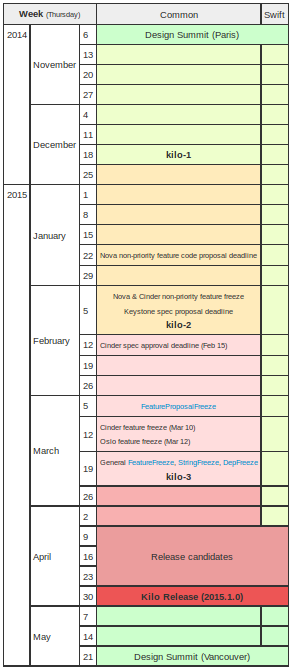 Week (Thursday) Common Swift
2014 November 6 Design Summit (Paris)
13
20
27
December 4
11
18 kilo-1
25
2015 January 1
8
15
22 Nova non-priority feature code proposal deadline
29
February 5 Nova & Cinder non-priority feature freeze
Keystone spec proposal deadline
kilo-2
12 Cinder spec approval deadline (Feb 15)
19
26
March 5 FeatureProposalFreeze
12 Cinder feature freeze (Mar 10)
Oslo feature freeze (Mar 12)
19 General FeatureFreeze, StringFreeze, DepFreeze
kilo-3
26
April 2
9
16 Release candidates
23
30 Kilo Release (2015.1.0)
May 7
14
21 Design Summit (Vancouver)